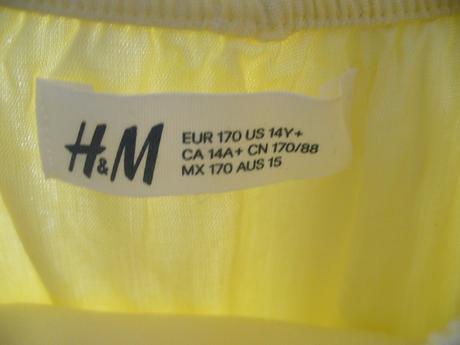 H&M
EUR 170 US 14Y+
CA 14A+ CN 170/88
MX 170 AUS 15